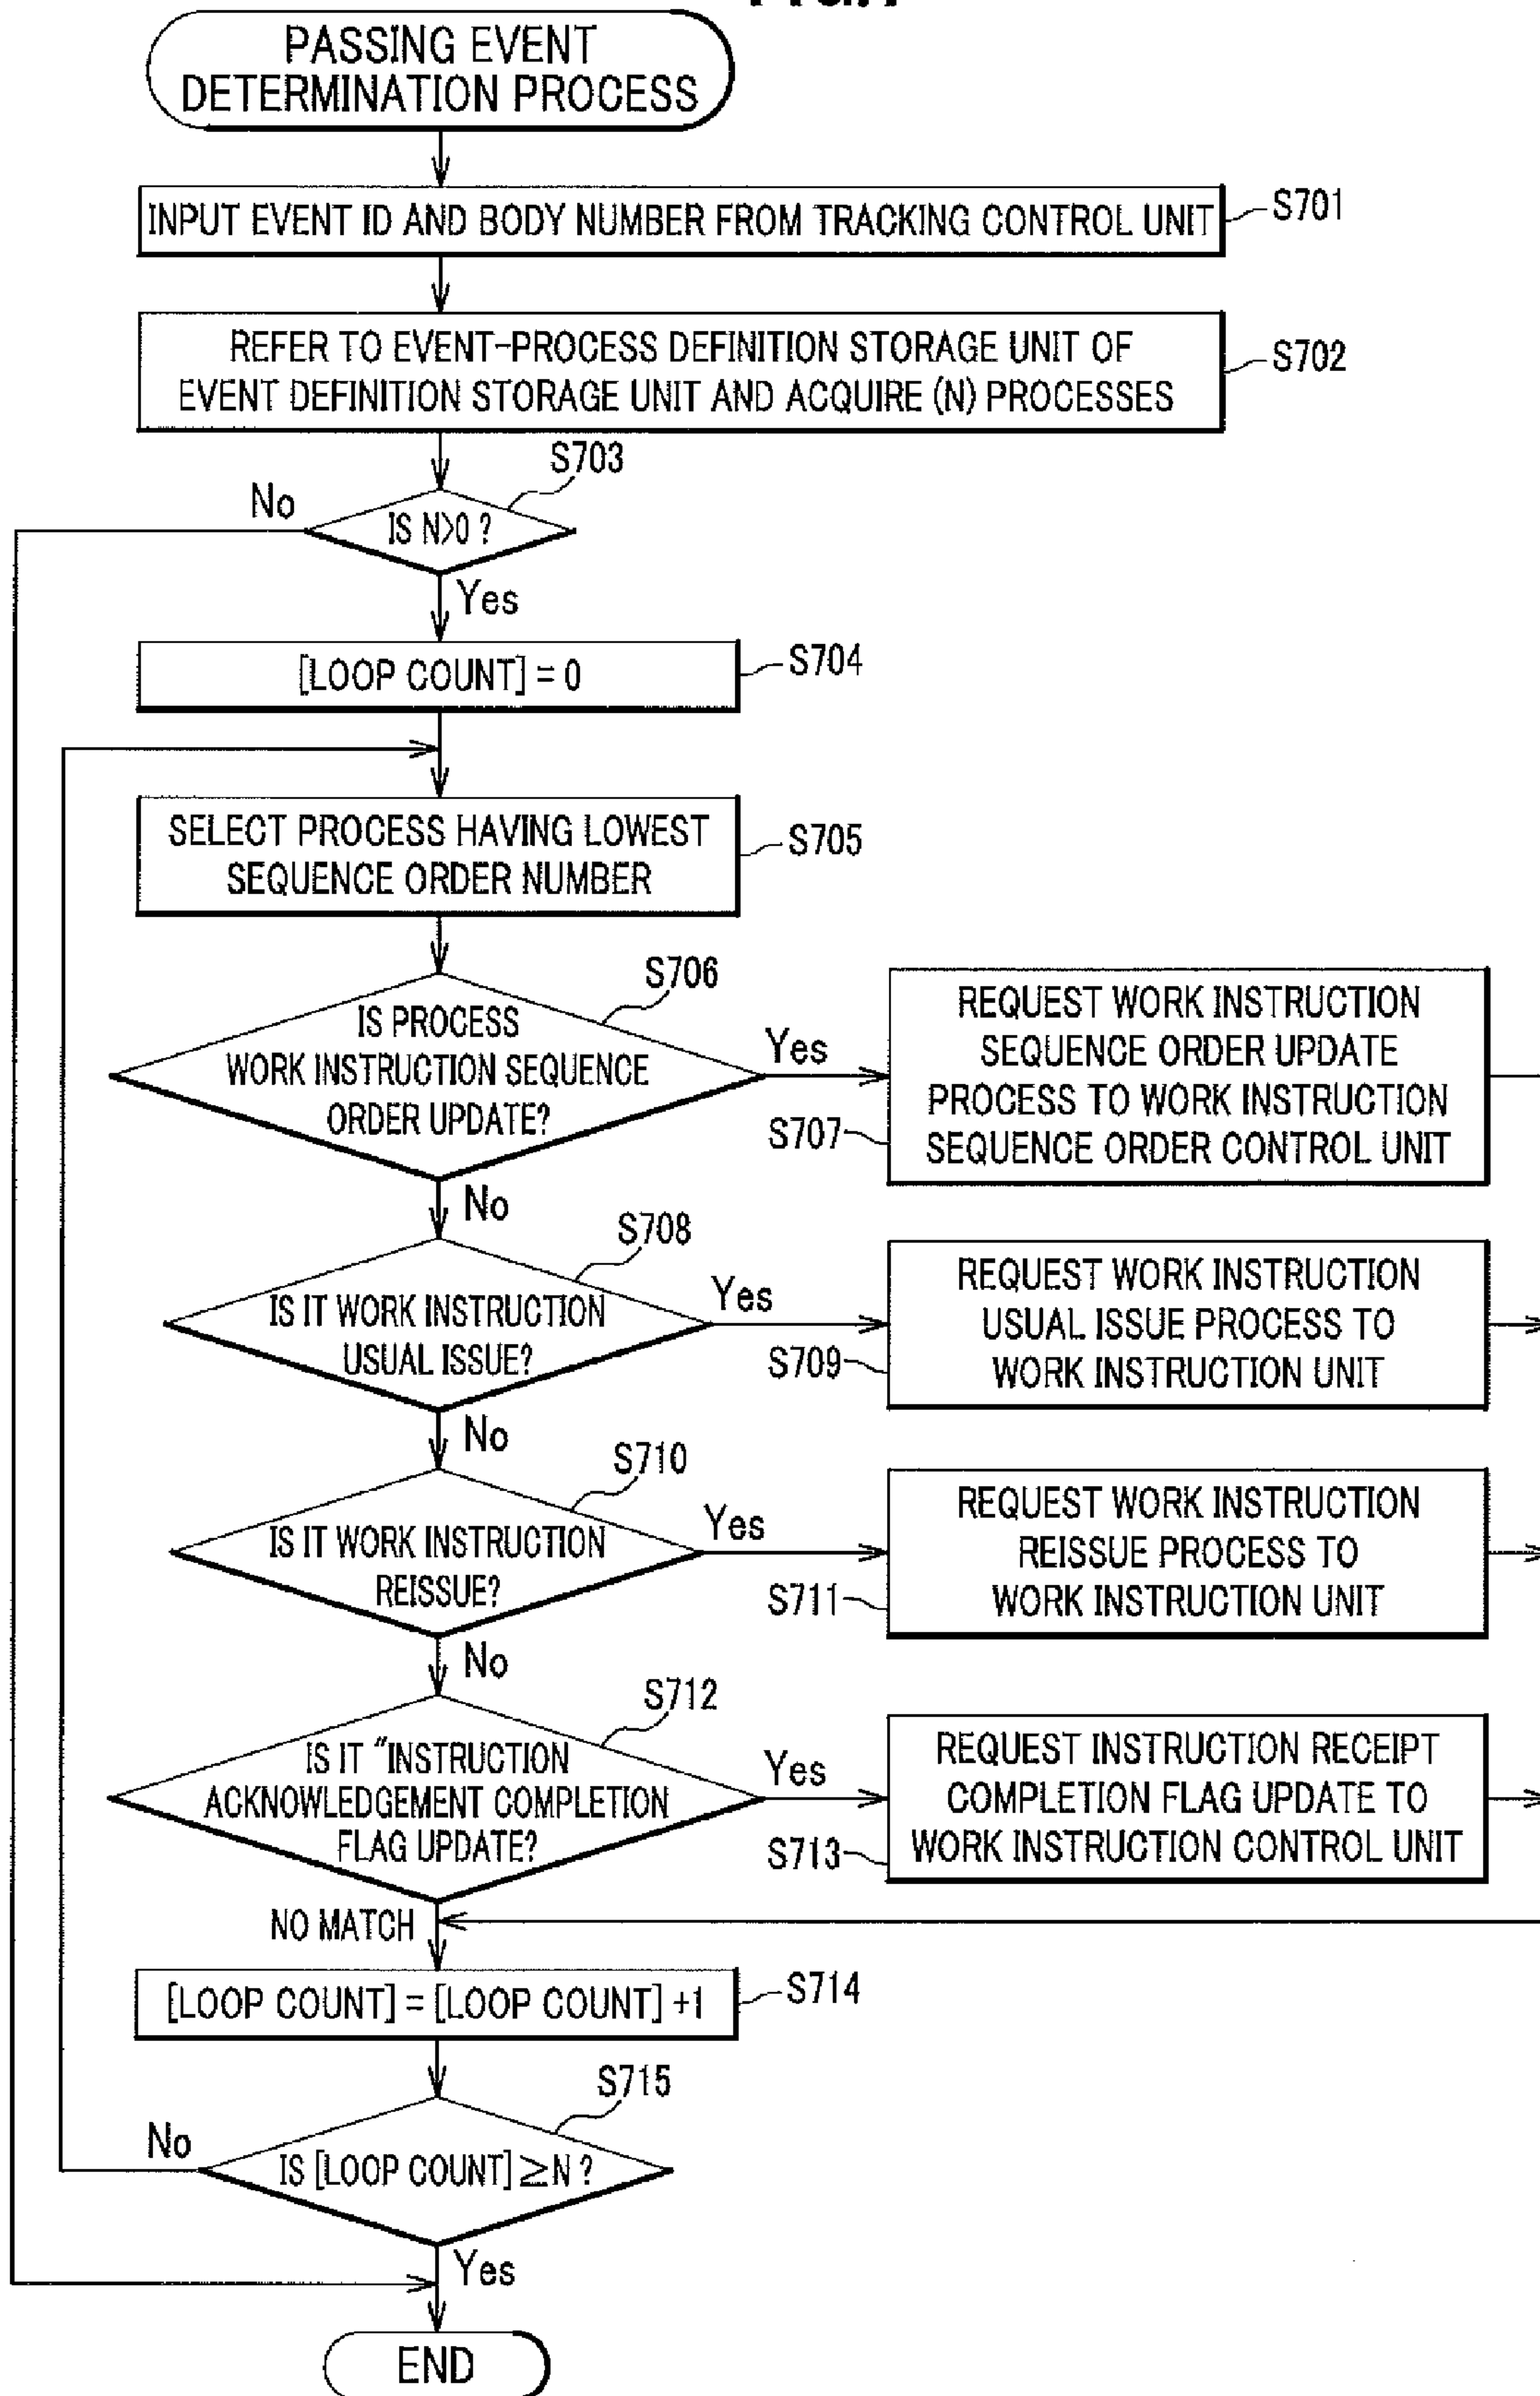 PASSING EVENT
DETERMINATION PROCESS
INPUT EVENT ID AND BODY NUMBER FROM TRACKING CONTROL UNIT
S701
REFER TO EVENT-PROCESS DEFINITION STORAGE UNIT OF
EVENT DEFINITION STORAGE UNIT AND ACQUIRE (N) PROCESSES
S702
S703
No
IS N>0 ?
Yes
[LOOP COUNT] = 0
S704
SELECT PROCESS HAVING LOWEST
SEQUENCE ORDER NUMBER
S705
S706
IS PROCESS
WORK INSTRUCTION SEQUENCE
ORDER UPDATE?
Yes
REQUEST WORK INSTRUCTION
SEQUENCE ORDER UPDATE
PROCESS TO WORK INSTRUCTION
SEQUENCE ORDER CONTROL UNIT
S707
No
S708
IS IT WORK INSTRUCTION
USUAL ISSUE?
Yes
REQUEST WORK INSTRUCTION
USUAL ISSUE PROCESS TO
WORK INSTRUCTION UNIT
S709
No
S710
IS IT WORK INSTRUCTION
REISSUE?
Yes
REQUEST WORK INSTRUCTION
REISSUE PROCESS TO
WORK INSTRUCTION UNIT
S711
No
S712
IS IT "INSTRUCTION
ACKNOWLEDGEMENT COMPLETION
FLAG UPDATE?
Yes
REQUEST INSTRUCTION RECEIPT
COMPLETION FLAG UPDATE TO
WORK INSTRUCTION CONTROL UNIT
S713
NO MATCH
[LOOP COUNT] = [LOOP COUNT] +1
S714
S715
No
IS [LOOP COUNT] ≥N ?
Yes
END